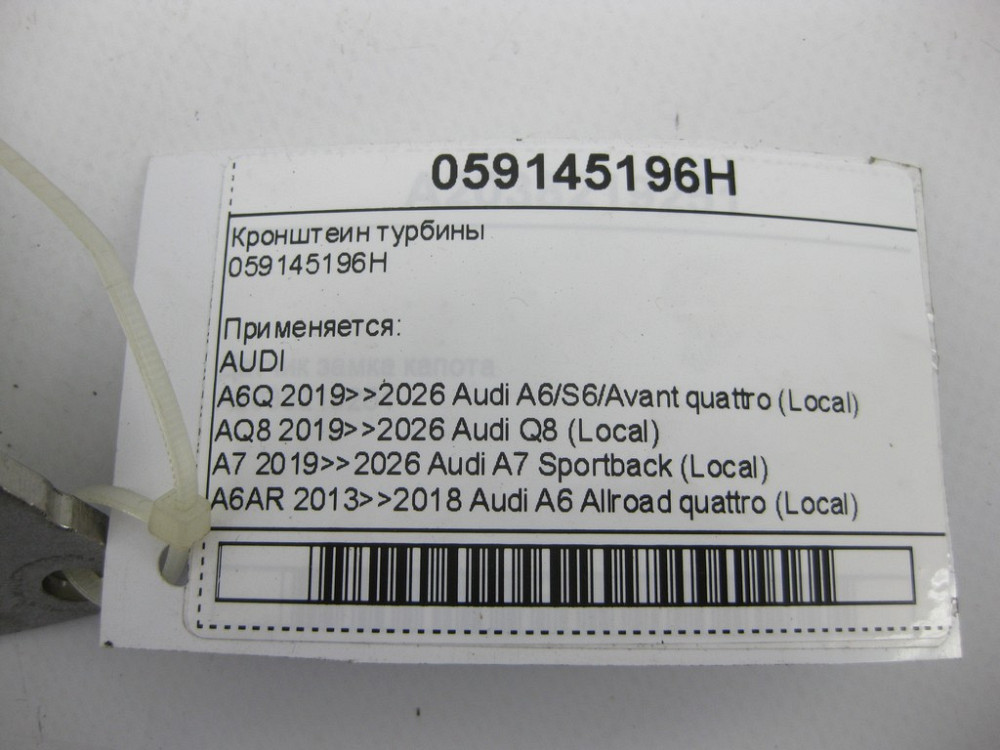 059145196H
Кронштеин турбины
059145196H
Применяется:
AUDI
A6Q 2019>>2026 Audi A6/S6/Avant quattro (Local)
AQ8 2019>>2026 Audi Q8 (Local)
A7 2019>>2026 Audi A7 Sportback (Local)
A6AR 2013>>2018 Audi A6 Allroad quattro (Local)